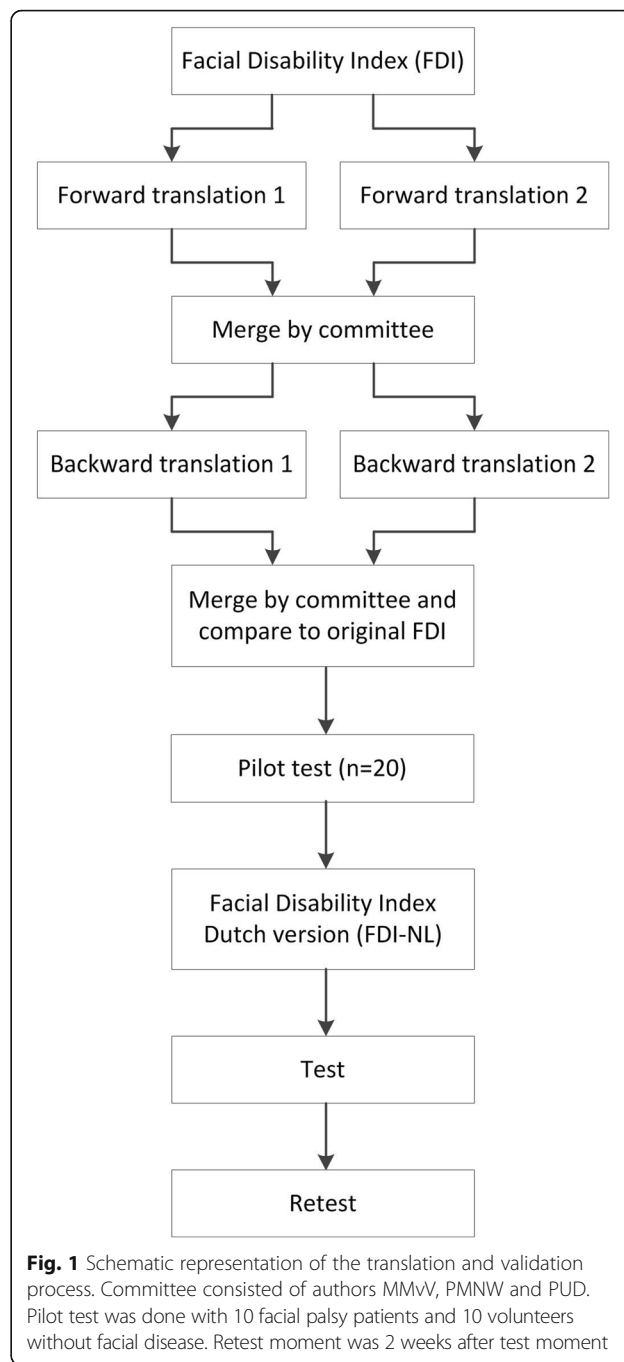 Facial Disability Index (FDI)
Forward translation 1
Forward translation 2
Merge by committee
Backward translation 1
Backward translation 2
Merge by committee and
compare to original FDI
Pilot test (n=20)
Facial Disability Index
Dutch version (FDI-NL)
Test
Retest
Fig. 1 Schematic representation of the translation and validation
process. Committee consisted of authors MMvV, PMNW and PUD.
Pilot test was done with 10 facial palsy patients and 10 volunteers
without facial disease. Retest moment was 2 weeks after test moment